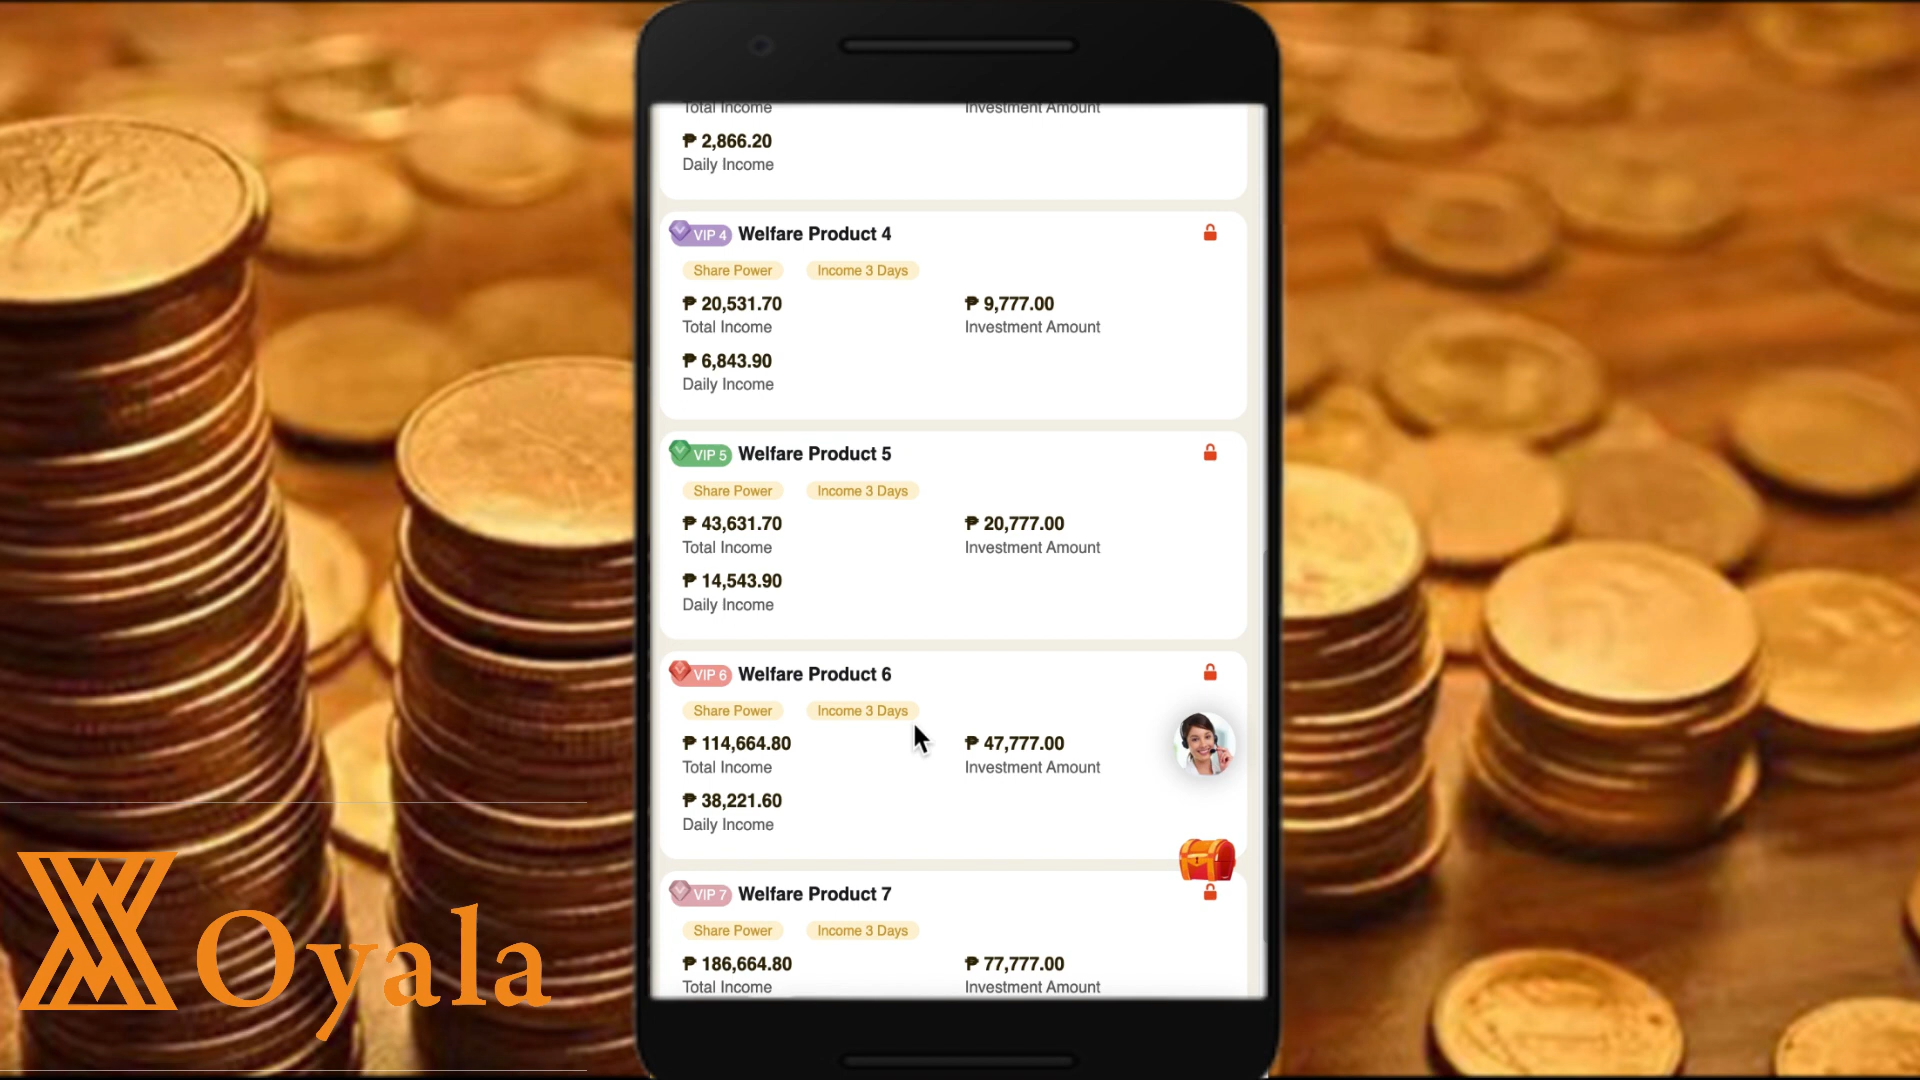 Total Income Investment Amount
₱ 2,866.20
Daily Income
VIP 4 Welfare Product 4
Share Power Income 3 Days
₱ 20,531.70 ₱ 9,777.00
Total Income Investment Amount
₱ 6,843.90
Daily Income
VIP 5 Welfare Product 5
Share Power Income 3 Days
₱ 43,631.70 ₱ 20,777.00
Total Income Investment Amount
₱ 14,543.90
Daily Income
VIP 6 Welfare Product 6
Share Power Income 3 Days
₱ 114,664.80 ₱ 47,777.00
Total Income Investment Amount
₱ 38,221.60
Daily Income
VIP 7 Welfare Product 7
Share Power Income 3 Days
₱ 186,664.80 ₱ 77,777.00
Total Income Investment Amount
Oyala